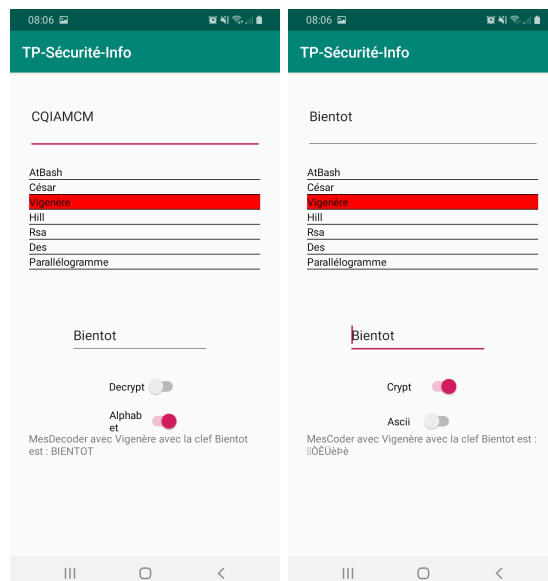 08:06
TP-Sécurité-Info
CQIAMCM
AtBash
César
Vigenère
Hill
Rsa
Des
Parallélogramme
Bientot
Decrypt
Alphab
et
MesDecoder avec Vigenère avec la clef Bientot
est : BIENTOT
08:06
TP-Sécurité-Info
Bientot
AtBash
César
Vigenère
Hill
Rsa
Des
Parallélogramme
Bientot
Crypt
Ascii
MesCoder avec Vigenère avec la clef Bientot est :
ÒÊÜèÞè